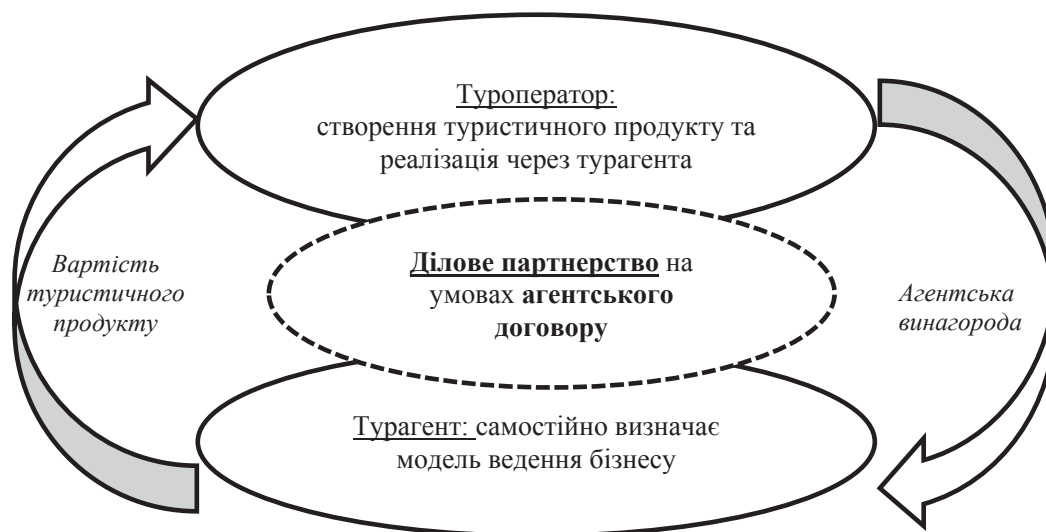 Туроператор:
створення туристичного продукту та
реалізація через турагента
Вартість
туристичного
продукту
Ділове партнерство на
умовах агентського
договору
Агентська
винагорода
Турагент: самостійно визначає
модель ведення бізнесу